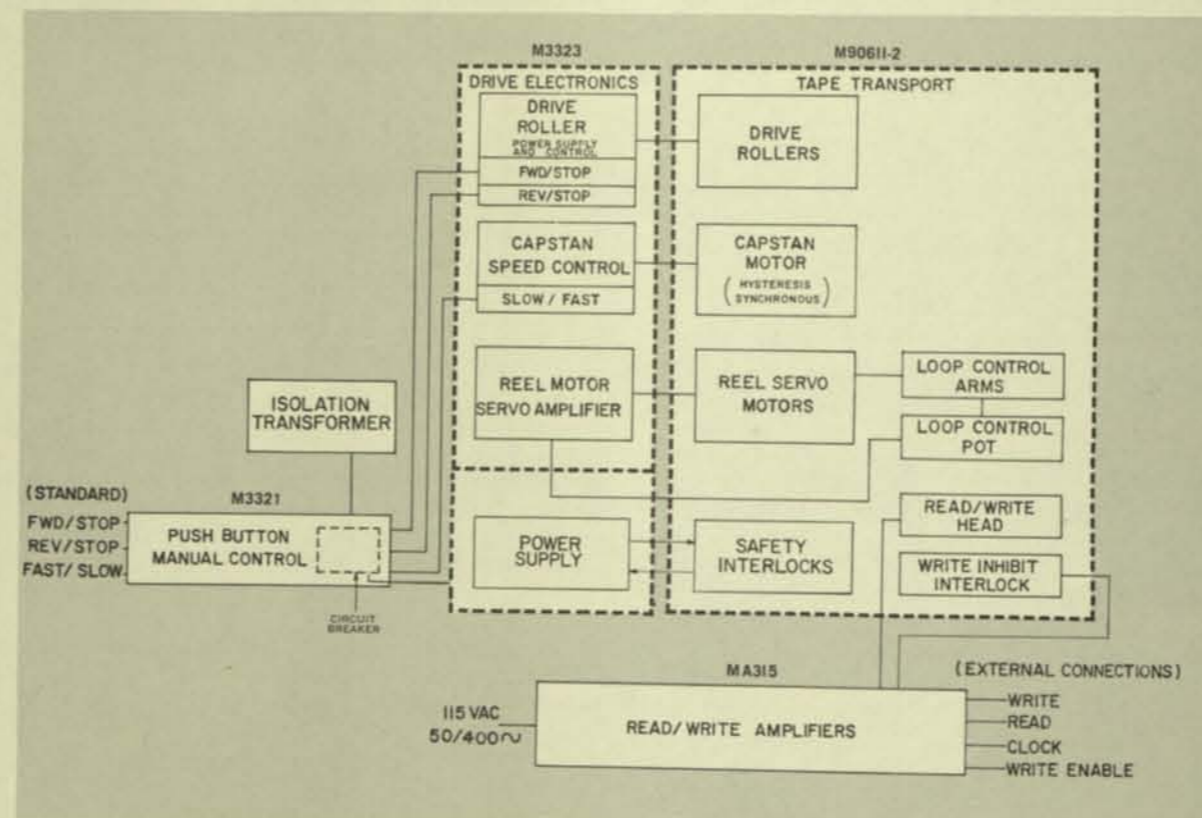 M3323
M90611-2
DRIVE ELECTRONICS
TAPE TRANSPORT
DRIVE
ROLLER
POWER SUPPLY
AND CONTROL
FWD/STOP
REV/STOP
DRIVE
ROLLERS
CAPSTAN
SPEED CONTROL
SLOW / FAST
CAPSTAN
MOTOR
(HYSTERESIS
SYNCHRONOUS)
REEL MOTOR
SERVO AMPLIFIER
REEL SERVO
MOTORS
LOOP CONTROL
ARMS
LOOP CONTROL
POT
ISOLATION
TRANSFORMER
(STANDARD)
M3321
FWD/STOP
REV/STOP
FAST/SLOW
PUSH BUTTON
MANUAL CONTROL
CIRCUIT
BREAKER
POWER
SUPPLY
SAFETY
INTERLOCKS
READ/WRITE
HEAD
WRITE INHIBIT
INTERLOCK
MA315
(EXTERNAL CONNECTIONS)
115 VAC
50/400~
READ/WRITE AMPLIFIERS
WRITE
READ
CLOCK
WRITE ENABLE